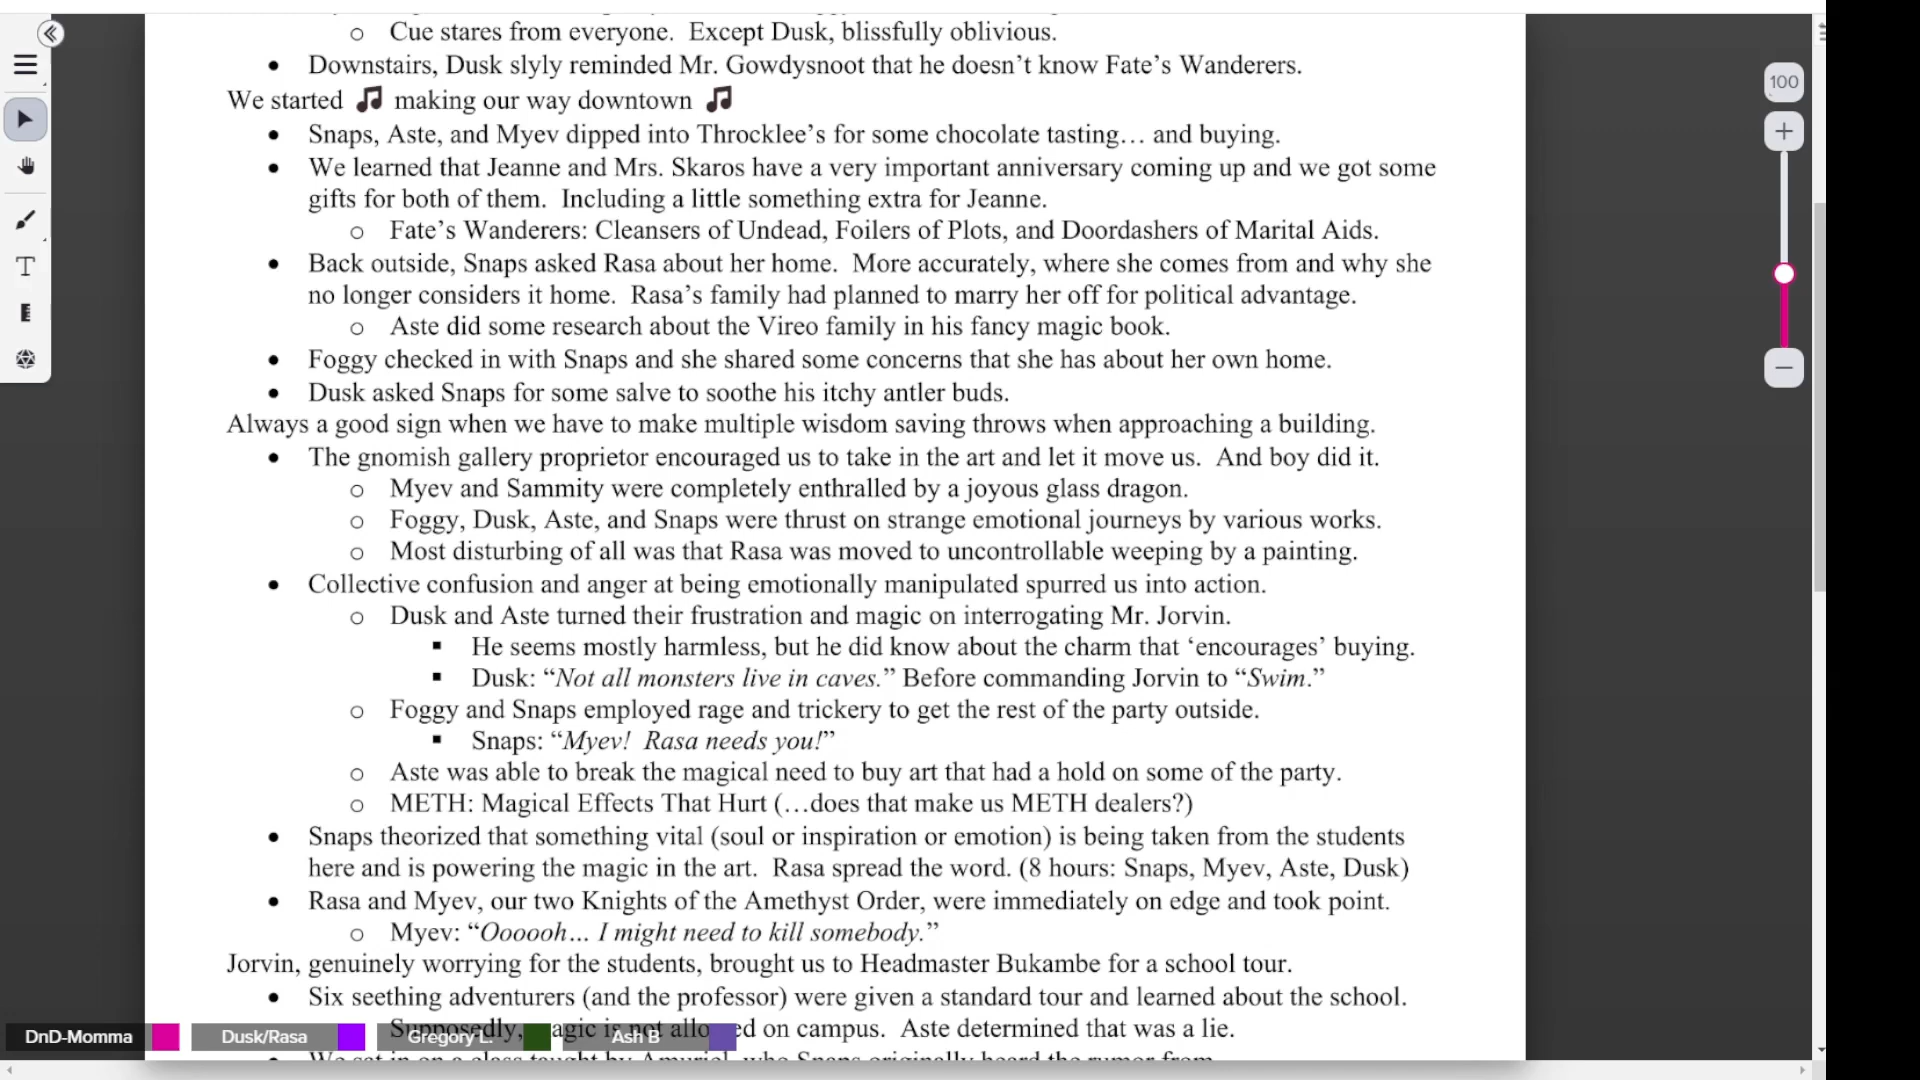 Cue stares from everyone.  Except Dusk, blissfully oblivious.
Downstairs, Dusk slyly reminded Mr. Gowdysnoot that he doesn’t know Fate’s Wanderers.
We started 🎵 making our way downtown 🎵
Snaps, Aste, and Myev dipped into Throcklee’s for some chocolate tasting… and buying.
We learned that Jeanne and Mrs. Skaros have a very important anniversary coming up and we got some
gifts for both of them.  Including a little something extra for Jeanne.
Fate’s Wanderers: Cleansers of Undead, Foilers of Plots, and Doordashers of Marital Aids.
Back outside, Snaps asked Rasa about her home.  More accurately, where she comes from and why she
no longer considers it home.  Rasa’s family had planned to marry her off for political advantage.
Aste did some research about the Vireo family in his fancy magic book.
Foggy checked in with Snaps and she shared some concerns that she has about her own home.
Dusk asked Snaps for some salve to soothe his itchy antler buds.
Always a good sign when we have to make multiple wisdom saving throws when approaching a building.
The gnomish gallery proprietor encouraged us to take in the art and let it move us.  And boy did it.
Myev and Sammity were completely enthralled by a joyous glass dragon.
Foggy, Dusk, Aste, and Snaps were thrust on strange emotional journeys by various works.
Most disturbing of all was that Rasa was moved to uncontrollable weeping by a painting.
Collective confusion and anger at being emotionally manipulated spurred us into action.
Dusk and Aste turned their frustration and magic on interrogating Mr. Jorvin.
He seems mostly harmless, but he did know about the charm that ‘encourages’ buying.
Dusk: “Not all monsters live in caves.” Before commanding Jorvin to “Swim.”
Foggy and Snaps employed rage and trickery to get the rest of the party outside.
Snaps: “Myev!  Rasa needs you!”
Aste was able to break the magical need to buy art that had a hold on some of the party.
METH: Magical Effects That Hurt (…does that make us METH dealers?)
Snaps theorized that something vital (soul or inspiration or emotion) is being taken from the students
here and is powering the magic in the art.  Rasa spread the word. (8 hours: Snaps, Myev, Aste, Dusk)
Rasa and Myev, our two Knights of the Amethyst Order, were immediately on edge and took point.
Myev: “Oooooh… I might need to kill somebody.”
Jorvin, genuinely worrying for the students, brought us to Headmaster Bukambe for a school tour.
Six seething adventurers (and the professor) were given a standard tour and learned about the school.
Supposedly, magic is not allowed on campus.  Aste determined that was a lie.
We sat in on a class taught by Amuriel, who Snaps originally heard the rumor from.
100
DnD-Momma
Dusk/Rasa
Gregory L.
Ash B